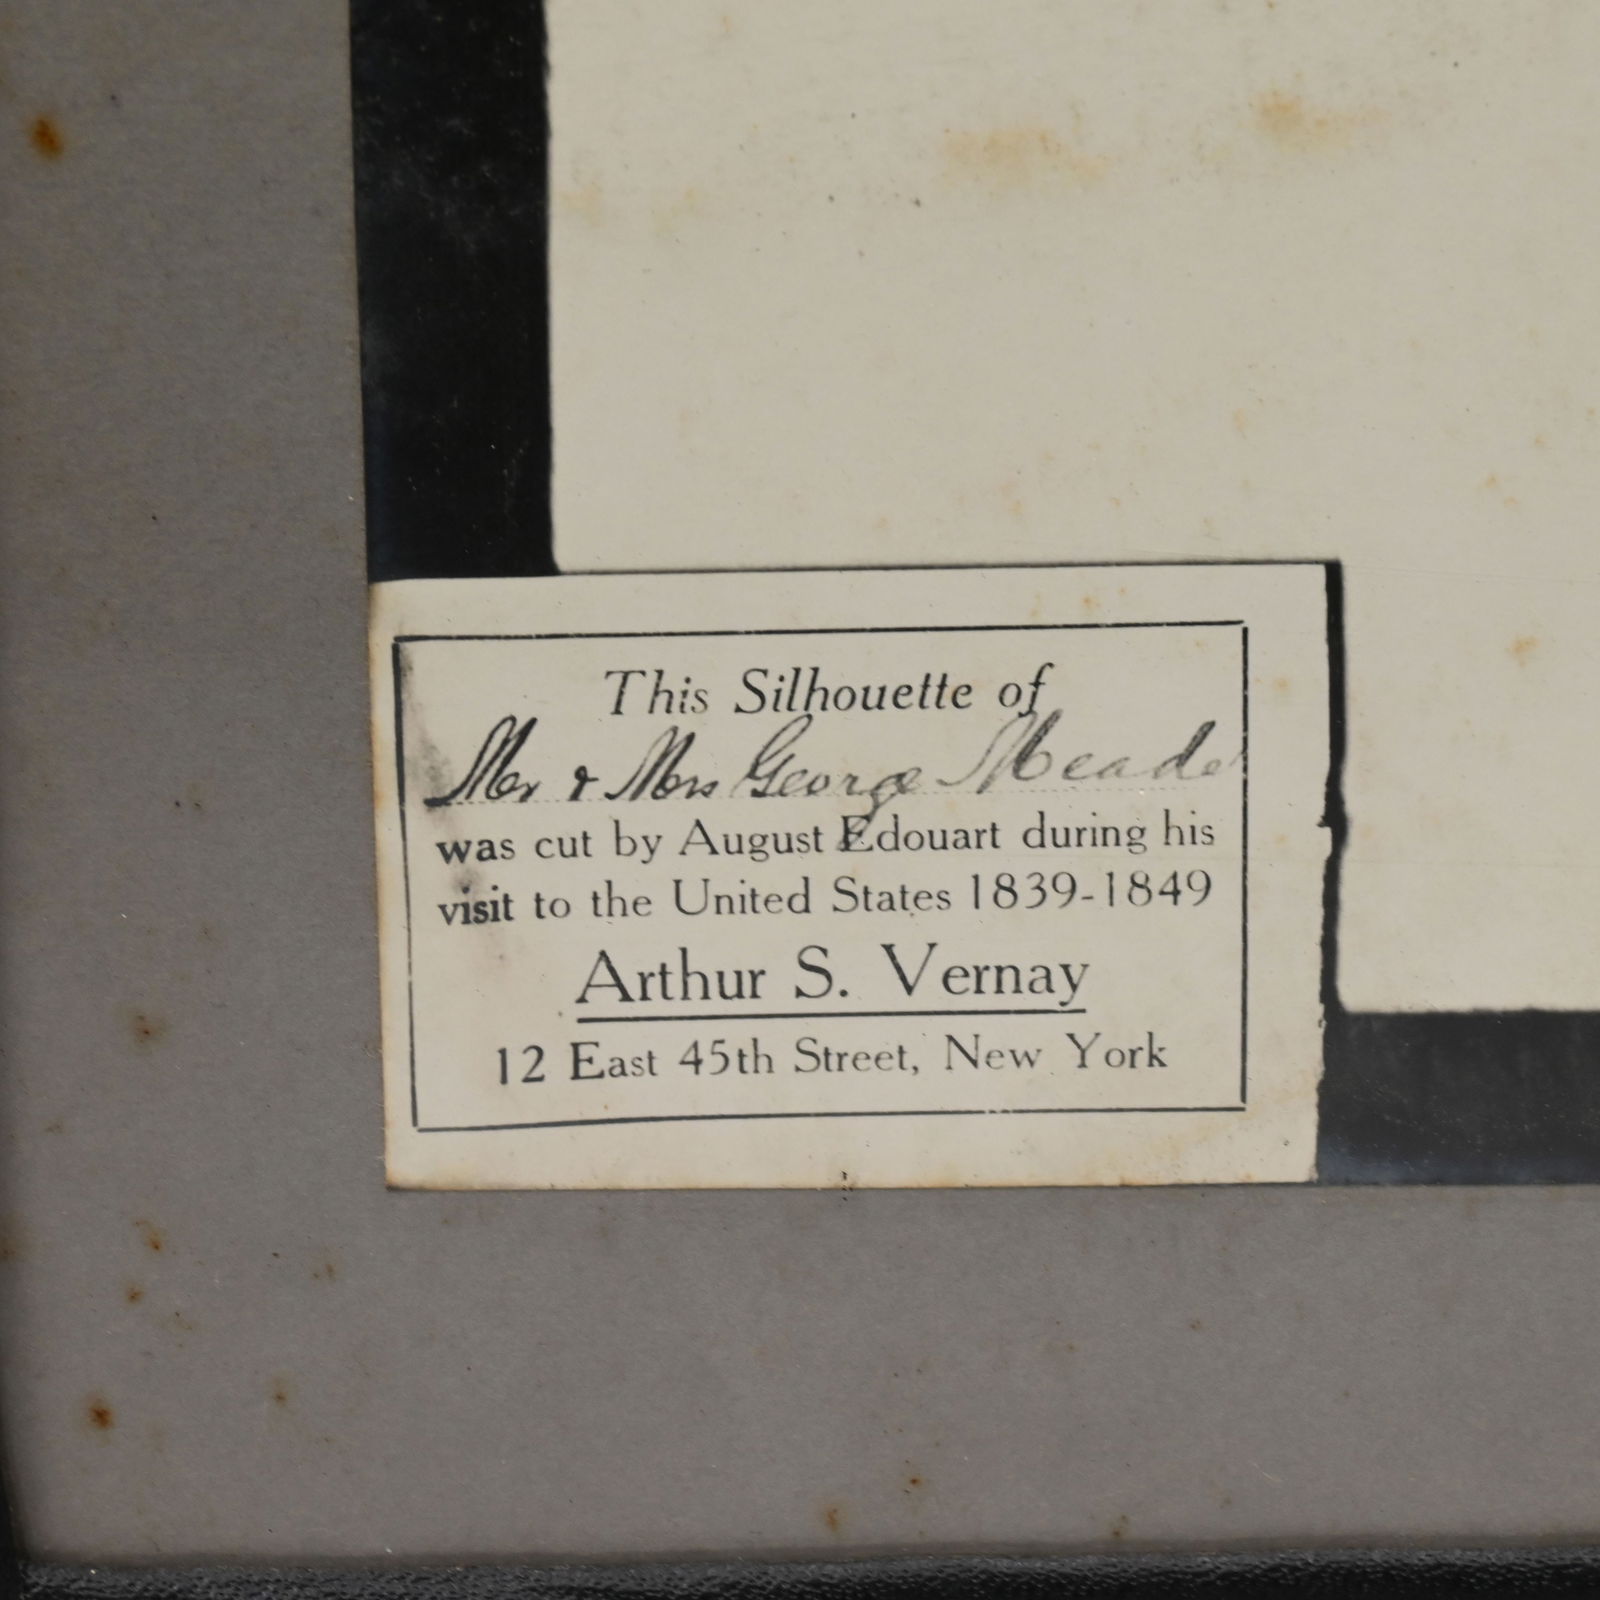 This Silhouette of
Mr & Mrs George Meade
was cut by August Edouart during his
visit to the United States 1839-1849
Arthur S. Vernay
12 East 45th Street, New York